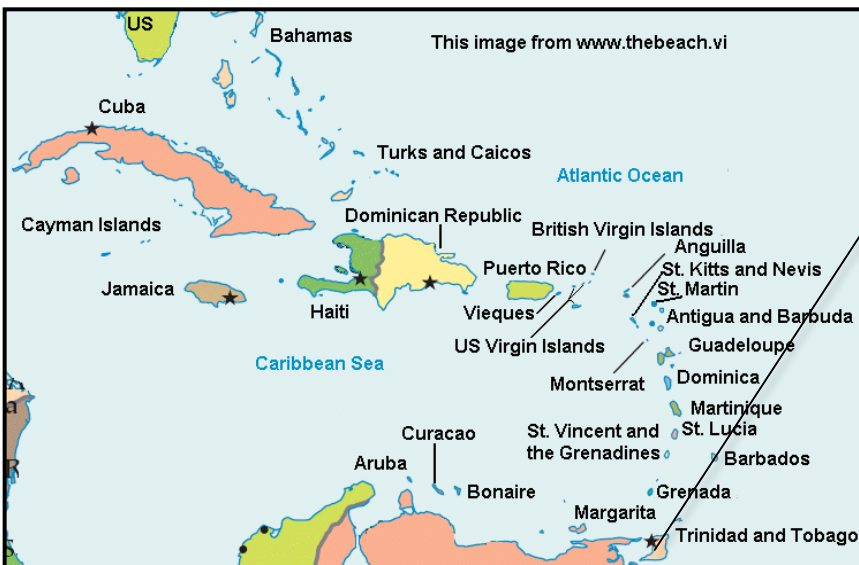 US
Bahamas
This image from www.thebeach.vi
Cuba
Turks and Caicos
Atlantic Ocean
Cayman Islands
Dominican Republic
British Virgin Islands
Anguilla
Puerto Rico
St. Kitts and Nevis
St. Martin
Jamaica
Haiti
Vieques
Antigua and Barbuda
US Virgin Islands
Guadeloupe
Caribbean Sea
Montserrat
Dominica
a
Martinique
St. Vincent and
the Grenadines
St. Lucia
Curacao
Aruba
Barbados
R
Bonaire
Grenada
Margarita
Trinidad and Tobago
S